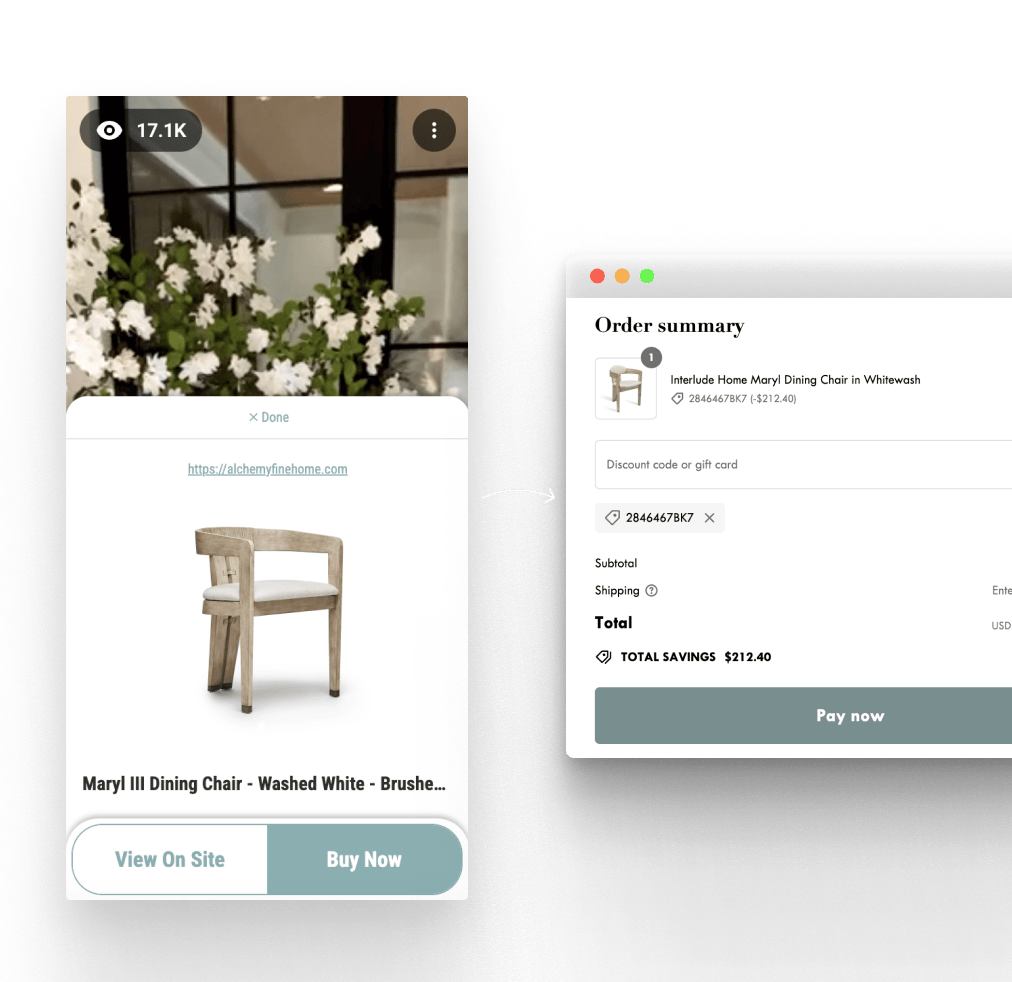 17.1K
× Done
https://alchemyfinehome.com
Maryl III Dining Chair - Washed White - Brushe...
View On Site
Buy Now
Order summary
1
Interlude Home Maryl Dining Chair in Whitewash
2846467BK7 (-$212.40)
Discount code or gift card
2846467BK7 ×
Subtotal
Shipping ?
Ente
Total
USD
TOTAL SAVINGS $212.40
Pay now